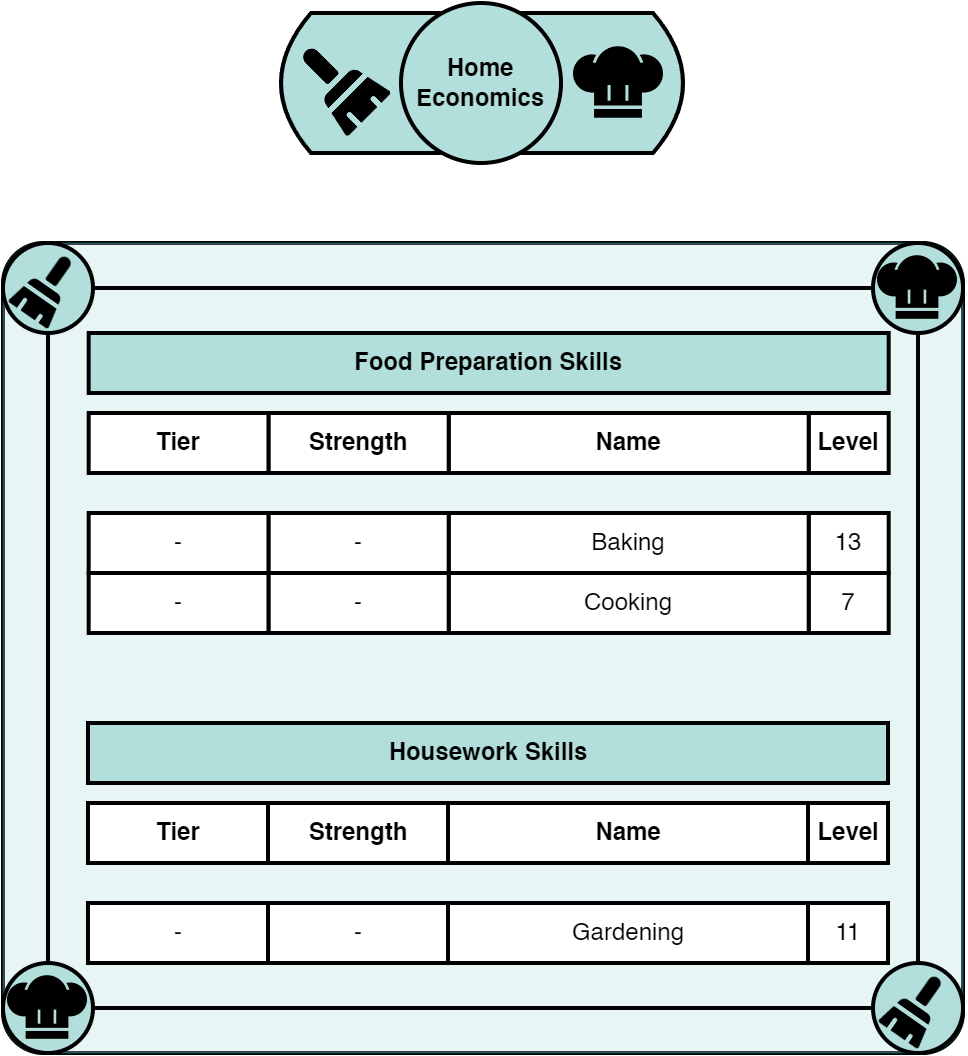 Home
Economics
Food Preparation Skills
Tier Strength Name Level
- - Baking 13
- - Cooking 7
Housework Skills
Tier Strength Name Level
- - Gardening 11